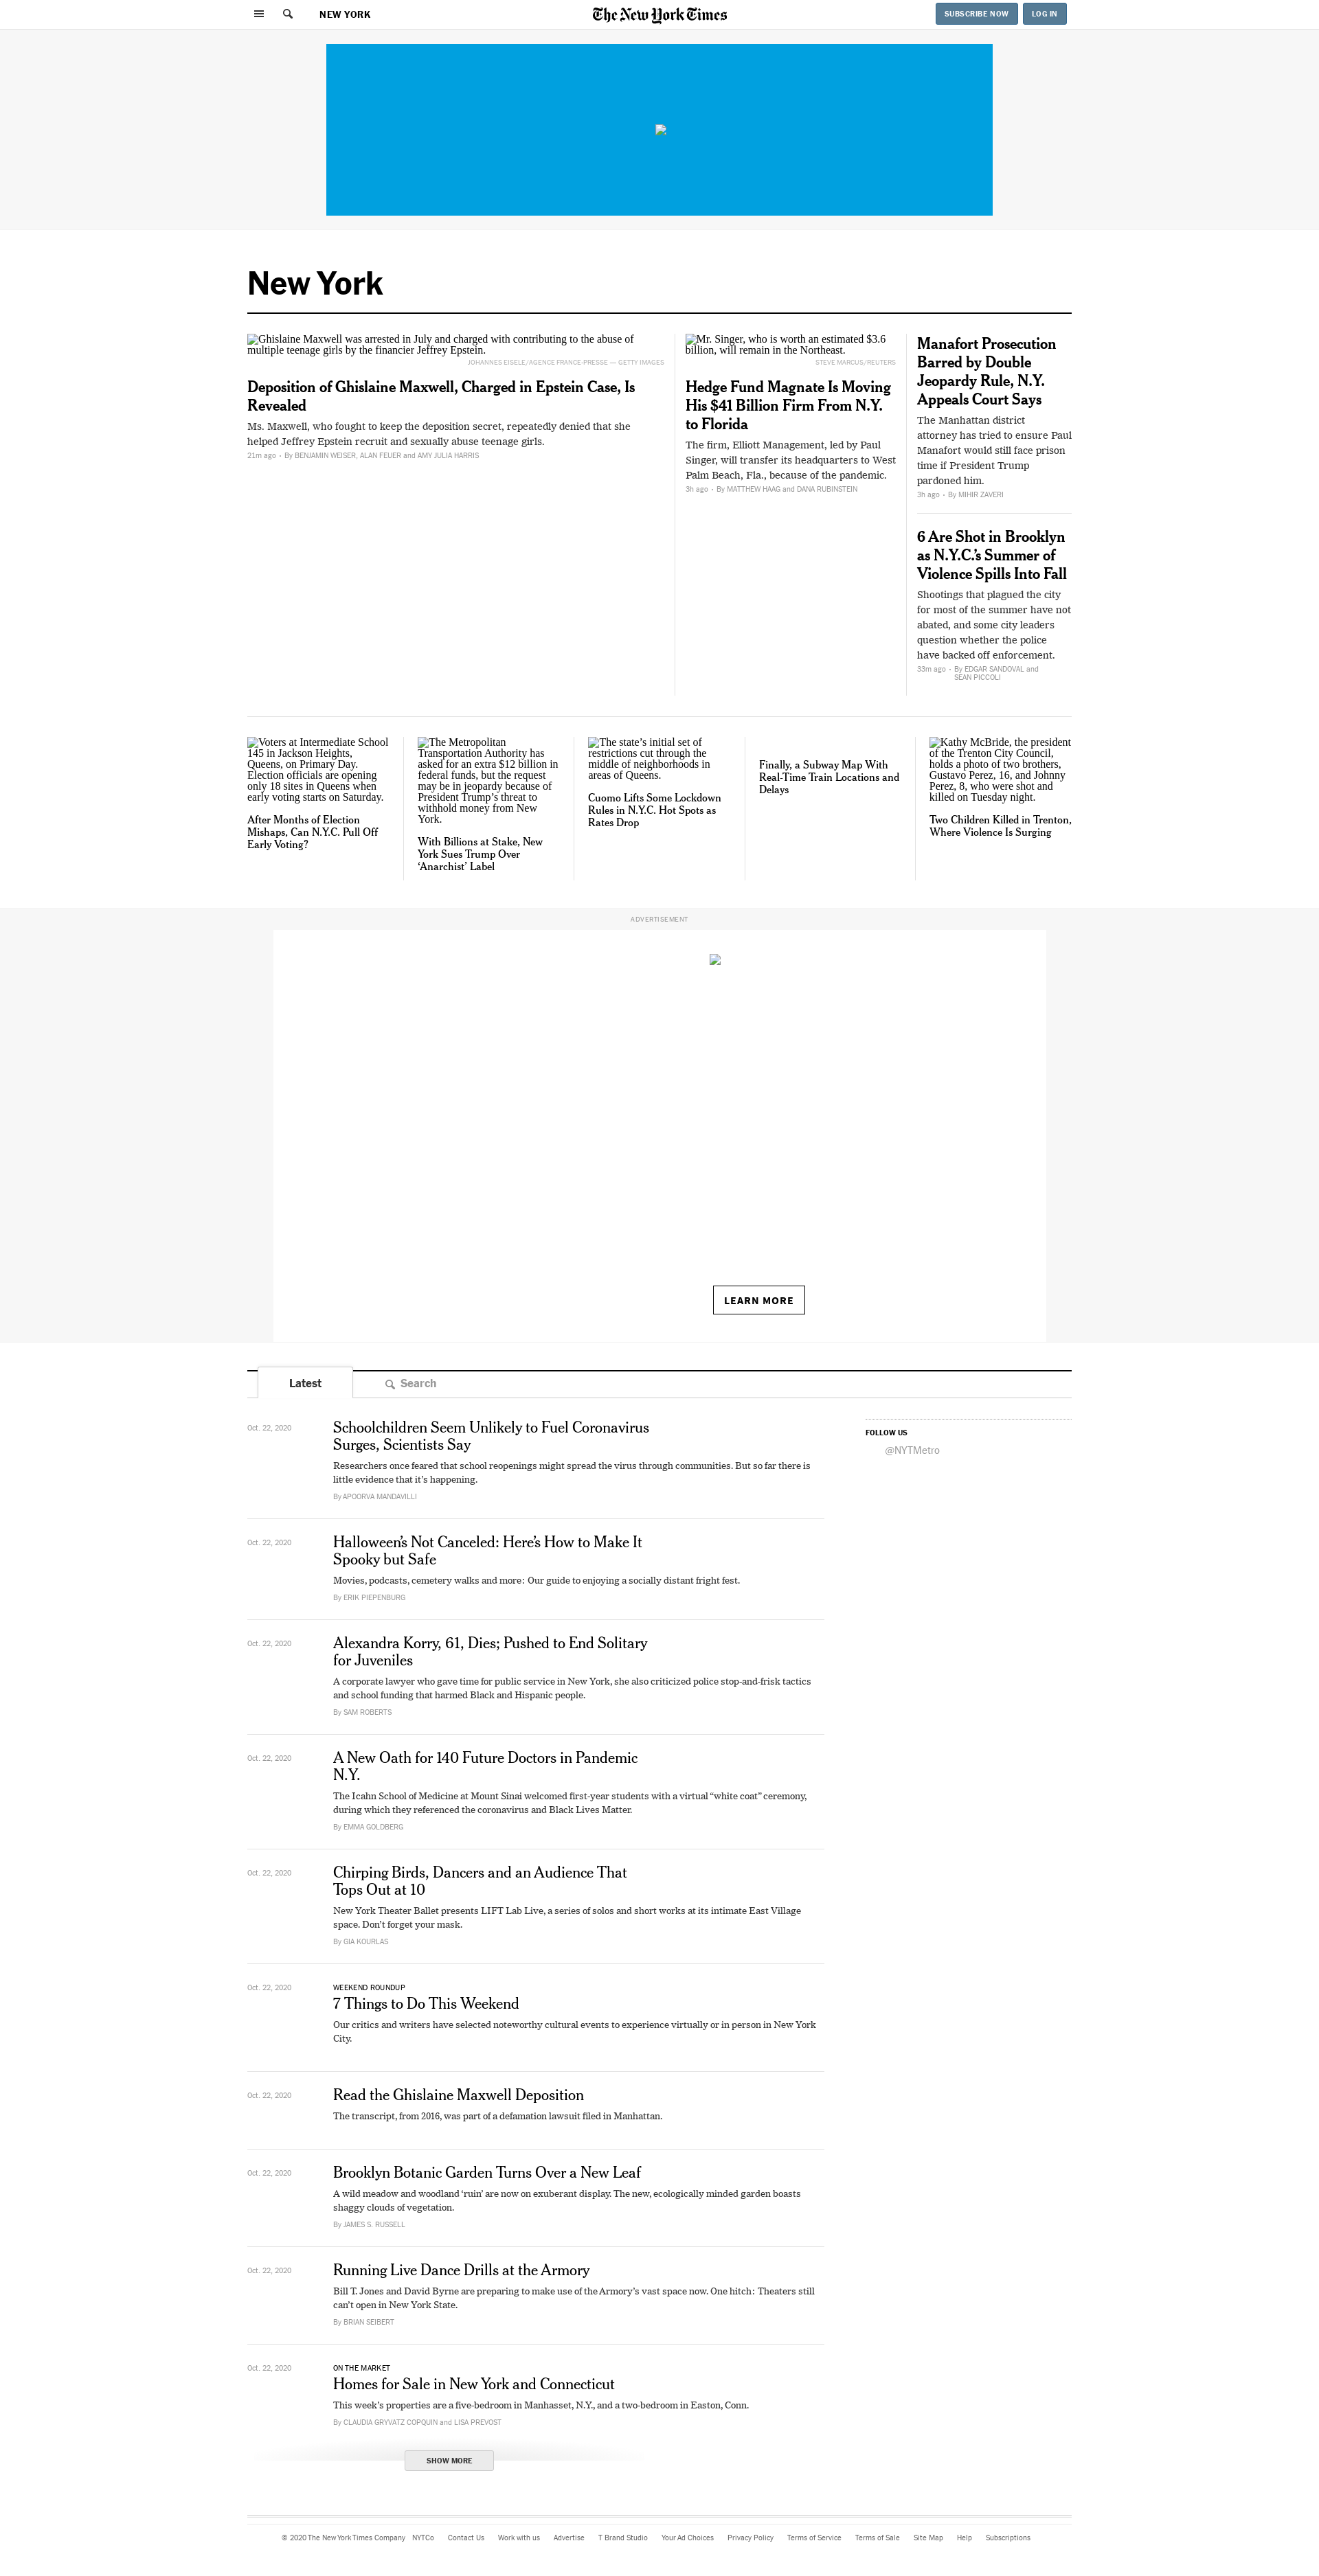 NEW YORK
The New York Times
SUBSCRIBE NOW
LOG IN
New York
Ghislaine Maxwell was arrested in July and charged with contributing to the abuse of
multiple teenage girls by the financier Jeffrey Epstein.
JOHANNES EISELE/AGENCE FRANCE-PRESSE — GETTY IMAGES
Deposition of Ghislaine Maxwell, Charged in Epstein Case, Is
Revealed
Ms. Maxwell, who fought to keep the deposition secret, repeatedly denied that she
helped Jeffrey Epstein recruit and sexually abuse teenage girls.
21m ago • By BENJAMIN WEISER, ALAN FEUER and AMY JULIA HARRIS
Mr. Singer, who is worth an estimated $3.6
billion, will remain in the Northeast.
STEVE MARCUS/REUTERS
Hedge Fund Magnate Is Moving
His $41 Billion Firm From N.Y.
to Florida
The firm, Elliott Management, led by Paul
Singer, will transfer its headquarters to West
Palm Beach, Fla., because of the pandemic.
3h ago • By MATTHEW HAAG and DANA RUBINSTEIN
Manafort Prosecution
Barred by Double
Jeopardy Rule, N.Y.
Appeals Court Says
The Manhattan district
attorney has tried to ensure Paul
Manafort would still face prison
time if President Trump
pardoned him.
3h ago • By MIHIR ZAVERI
6 Are Shot in Brooklyn
as N.Y.C.’s Summer of
Violence Spills Into Fall
Shootings that plagued the city
for most of the summer have not
abated, and some city leaders
question whether the police
have backed off enforcement.
33m ago • By EDGAR SANDOVAL and
SEAN PICCOLI
Voters at Intermediate School
145 in Jackson Heights,
Queens, on Primary Day.
Election officials are opening
only 18 sites in Queens when
early voting starts on Saturday.
After Months of Election
Mishaps, Can N.Y.C. Pull Off
Early Voting?
The Metropolitan
Transportation Authority has
asked for an extra $12 billion in
federal funds, but the request
may be in jeopardy because of
President Trump’s threat to
withhold money from New
York.
With Billions at Stake, New
York Sues Trump Over
‘Anarchist’ Label
The state’s initial set of
restrictions cut through the
middle of neighborhoods in
areas of Queens.
Cuomo Lifts Some Lockdown
Rules in N.Y.C. Hot Spots as
Rates Drop
Finally, a Subway Map With
Real-Time Train Locations and
Delays
Kathy McBride, the president
of the Trenton City Council,
holds a photo of two brothers,
Gustavo Perez, 16, and Johnny
Perez, 8, who were shot and
killed on Tuesday night.
Two Children Killed in Trenton,
Where Violence Is Surging
ADVERTISEMENT
LEARN MORE
Latest
Search
Oct. 22, 2020
Schoolchildren Seem Unlikely to Fuel Coronavirus
Surges, Scientists Say
Researchers once feared that school reopenings might spread the virus through communities. But so far there is
little evidence that it’s happening.
By APOORVA MANDAVILLI
FOLLOW US
@NYTMetro
Oct. 22, 2020
Halloween’s Not Canceled: Here’s How to Make It
Spooky but Safe
Movies, podcasts, cemetery walks and more: Our guide to enjoying a socially distant fright fest.
By ERIK PIEPENBURG
Oct. 22, 2020
Alexandra Korry, 61, Dies; Pushed to End Solitary
for Juveniles
A corporate lawyer who gave time for public service in New York, she also criticized police stop-and-frisk tactics
and school funding that harmed Black and Hispanic people.
By SAM ROBERTS
Oct. 22, 2020
A New Oath for 140 Future Doctors in Pandemic
N.Y.
The Icahn School of Medicine at Mount Sinai welcomed first-year students with a virtual “white coat” ceremony,
during which they referenced the coronavirus and Black Lives Matter.
By EMMA GOLDBERG
Oct. 22, 2020
Chirping Birds, Dancers and an Audience That
Tops Out at 10
New York Theater Ballet presents LIFT Lab Live, a series of solos and short works at its intimate East Village
space. Don’t forget your mask.
By GIA KOURLAS
Oct. 22, 2020
WEEKEND ROUNDUP
7 Things to Do This Weekend
Our critics and writers have selected noteworthy cultural events to experience virtually or in person in New York
City.
Oct. 22, 2020
Read the Ghislaine Maxwell Deposition
The transcript, from 2016, was part of a defamation lawsuit filed in Manhattan.
Oct. 22, 2020
Brooklyn Botanic Garden Turns Over a New Leaf
A wild meadow and woodland ‘ruin’ are now on exuberant display. The new, ecologically minded garden boasts
shaggy clouds of vegetation.
By JAMES S. RUSSELL
Oct. 22, 2020
Running Live Dance Drills at the Armory
Bill T. Jones and David Byrne are preparing to make use of the Armory’s vast space now. One hitch: Theaters still
can’t open in New York State.
By BRIAN SEIBERT
Oct. 22, 2020
ON THE MARKET
Homes for Sale in New York and Connecticut
This week’s properties are a five-bedroom in Manhasset, N.Y., and a two-bedroom in Easton, Conn.
By CLAUDIA GRYVATZ COPQUIN and LISA PREVOST
SHOW MORE
© 2020 The New York Times Company NYTCo Contact Us Work with us Advertise T Brand Studio Your Ad Choices Privacy Policy Terms of Service Terms of Sale Site Map Help Subscriptions